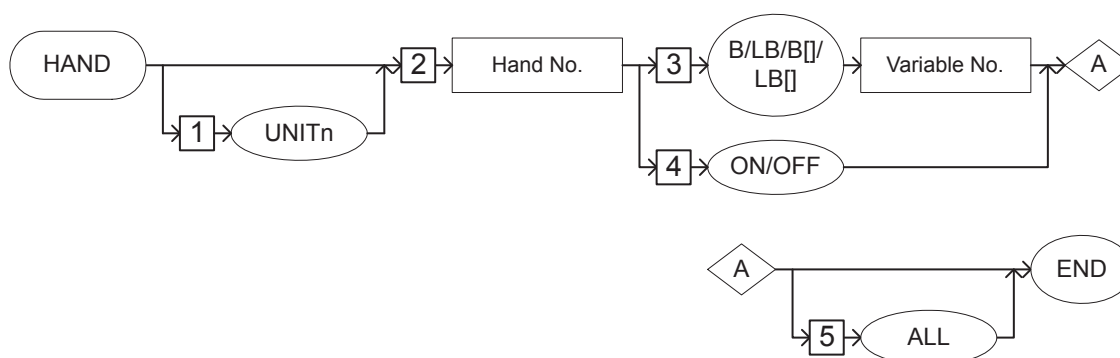 HAND
1
UNITn
2
Hand No.
3
B/LB/B[]/
LB[]
Variable No.
A
4
ON/OFF
A
5
ALL
END